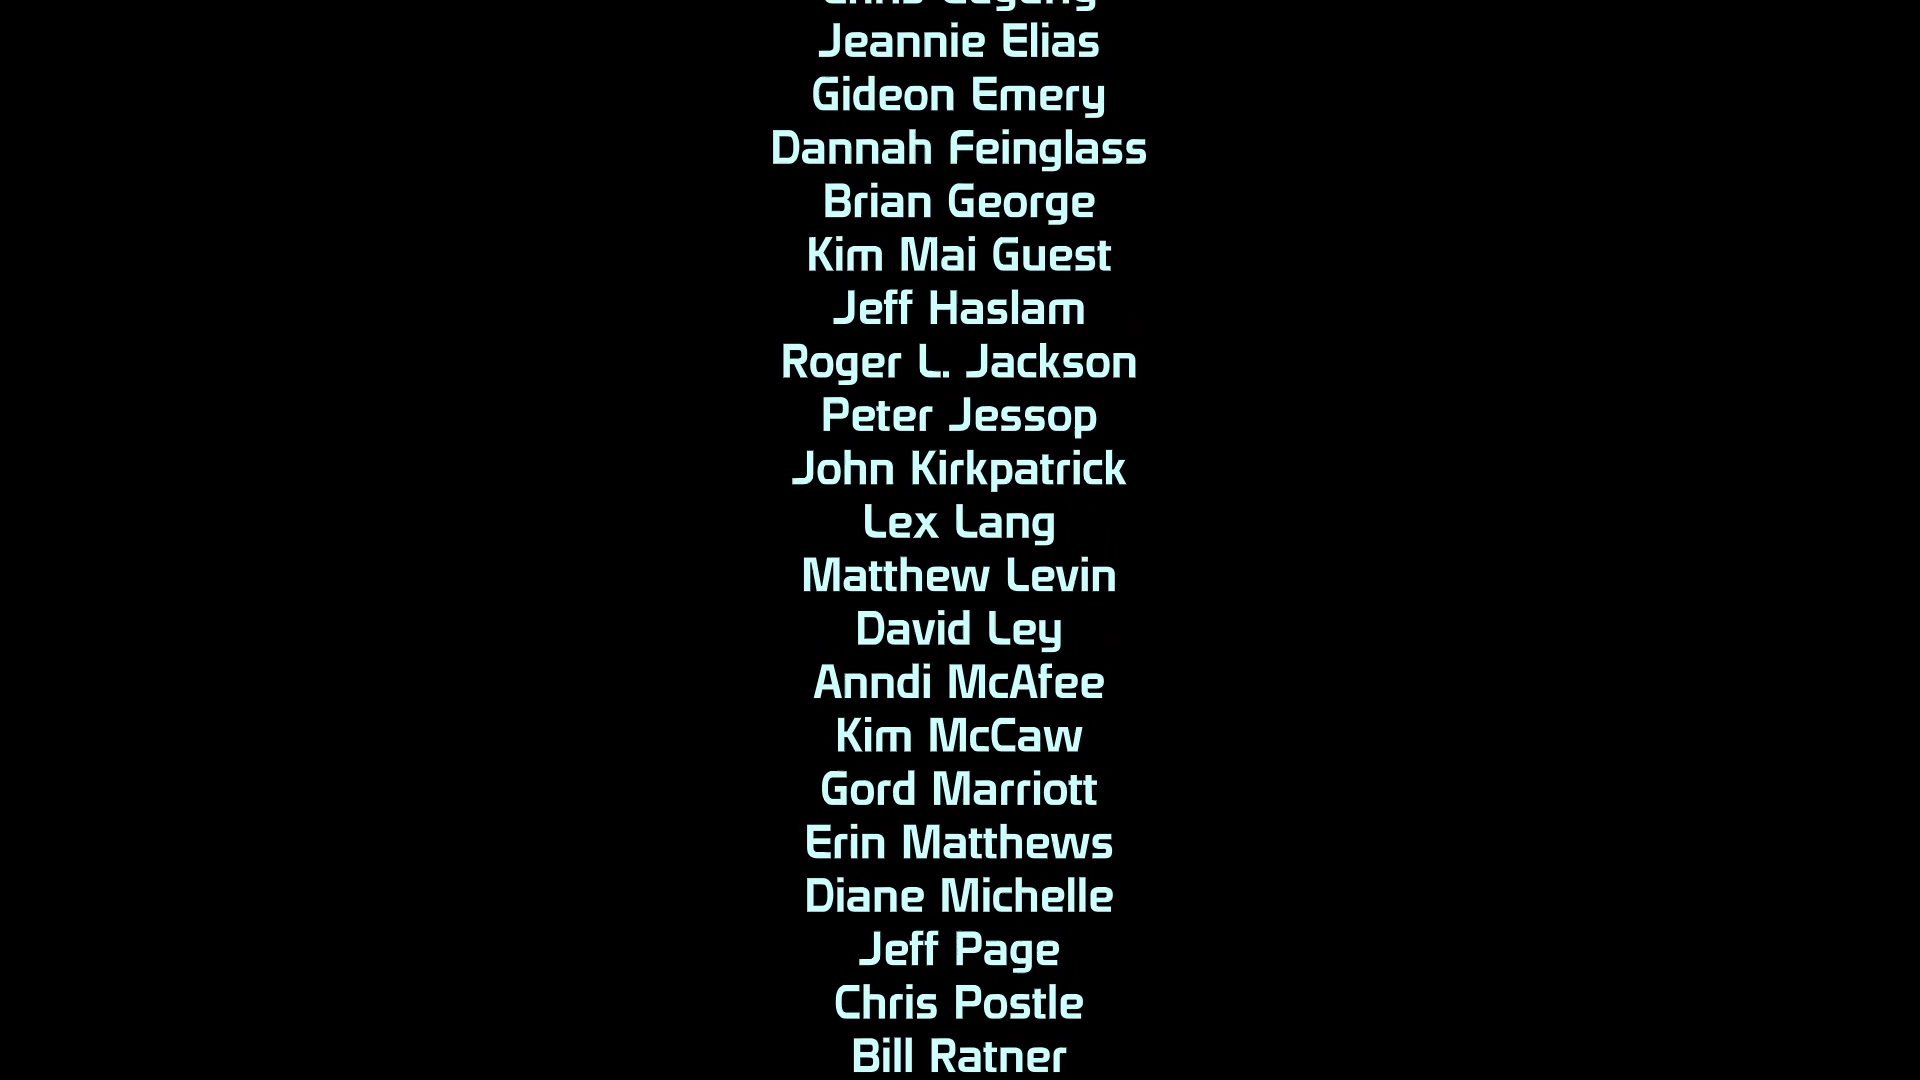 Jeannie Elias
Gideon Emery
Dannah Feinglass
Brian George
Kim Mai Guest
Jeff Haslam
Roger L. Jackson
Peter Jessop
John Kirkpatrick
Lex Lang
Matthew Levin
David Ley
Anndi McAfee
Kim McCaw
Gord Marriott
Erin Matthews
Diane Michelle
Jeff Page
Chris Postle
Bill Ratner